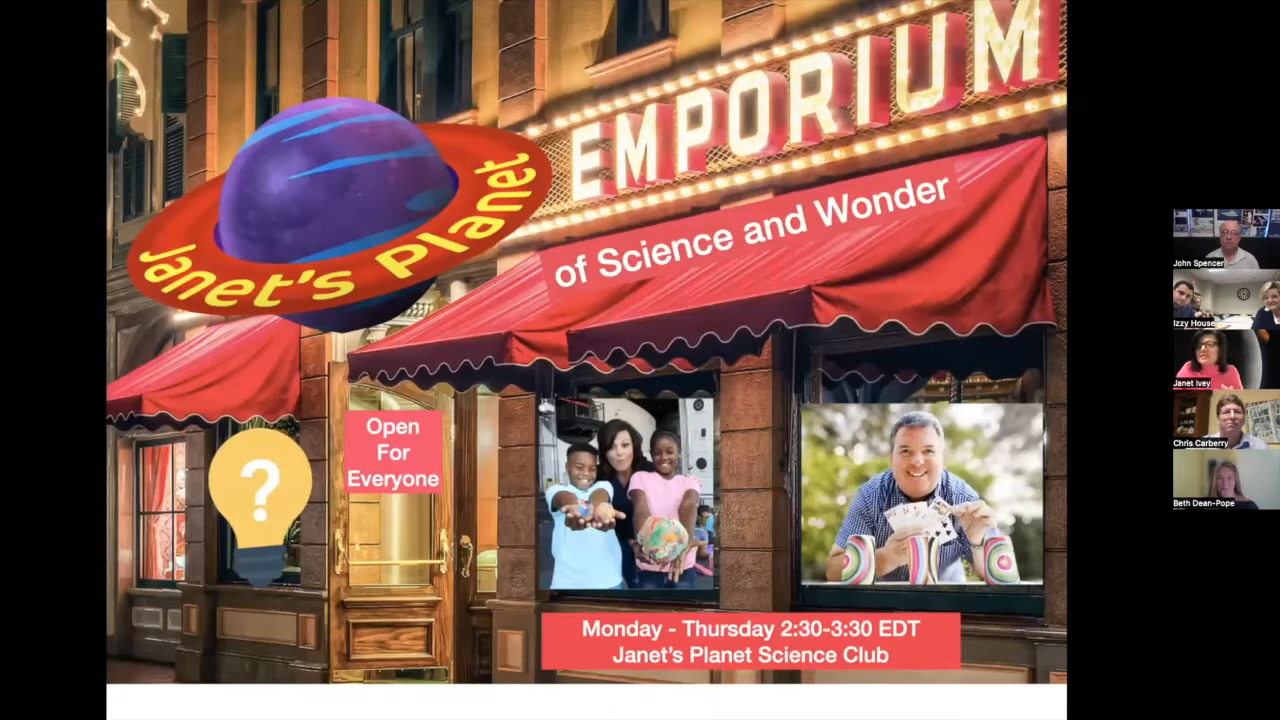 EMPORIUM
of Science and Wonder
Janet's Planet
Open
For
Everyone
?
Monday - Thursday 2:30-3:30 EDT
Janet's Planet Science Club
John Spencer
Izzy House
Janet Ivey
Chris Carberry
Beth Dean-Pope